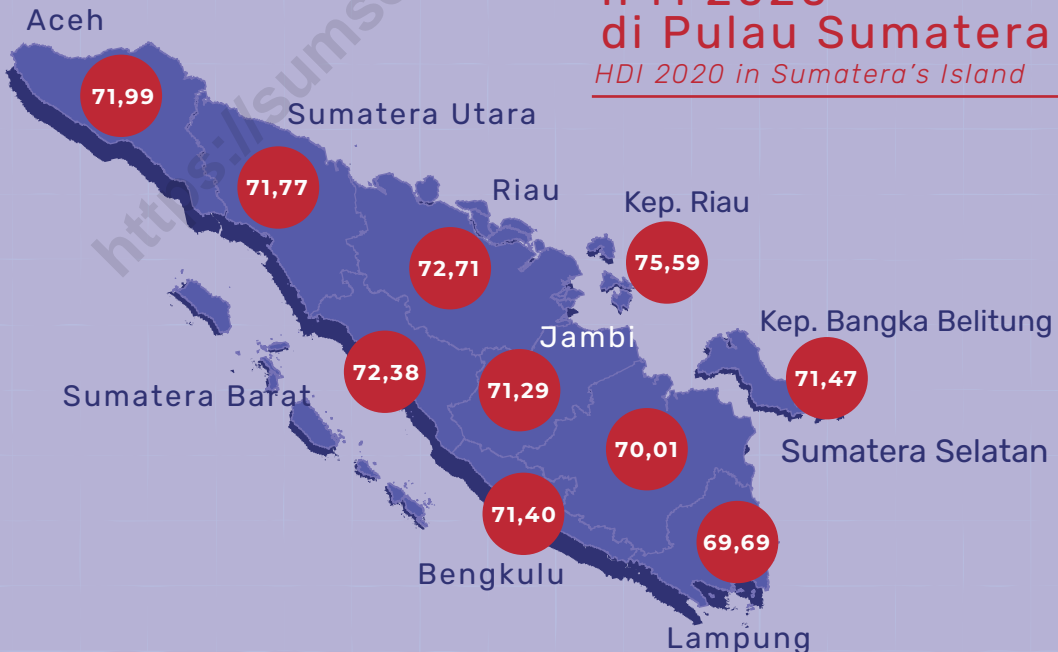 di Pulau Sumatera
HDI 2020 in Sumatera's Island
Aceh
71,99
Sumatera Utara
71,77
Riau
72,71
Kep. Riau
75,59
Kep. Bangka Belitung
71,47
Jambi
71,29
Sumatera Barat
72,38
Sumatera Selatan
70,01
Bengkulu
71,40
69,69
Lampung